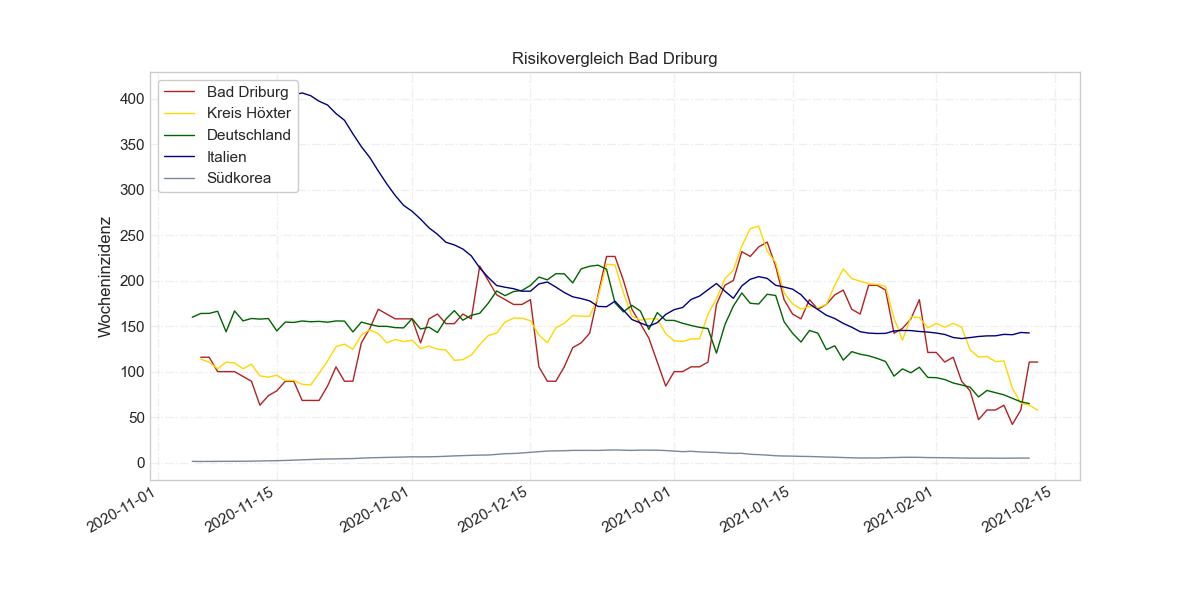 Risikovergleich Bad Driburg
Bad Driburg
Kreis Höxter
Deutschland
Italien
Südkorea
Wocheninzidenz
400
350
300
250
200
150
100
50
0
2020-11-01
2020-11-15
2020-12-01
2020-12-15
2021-01-01
2021-01-15
2021-02-01
2021-02-15